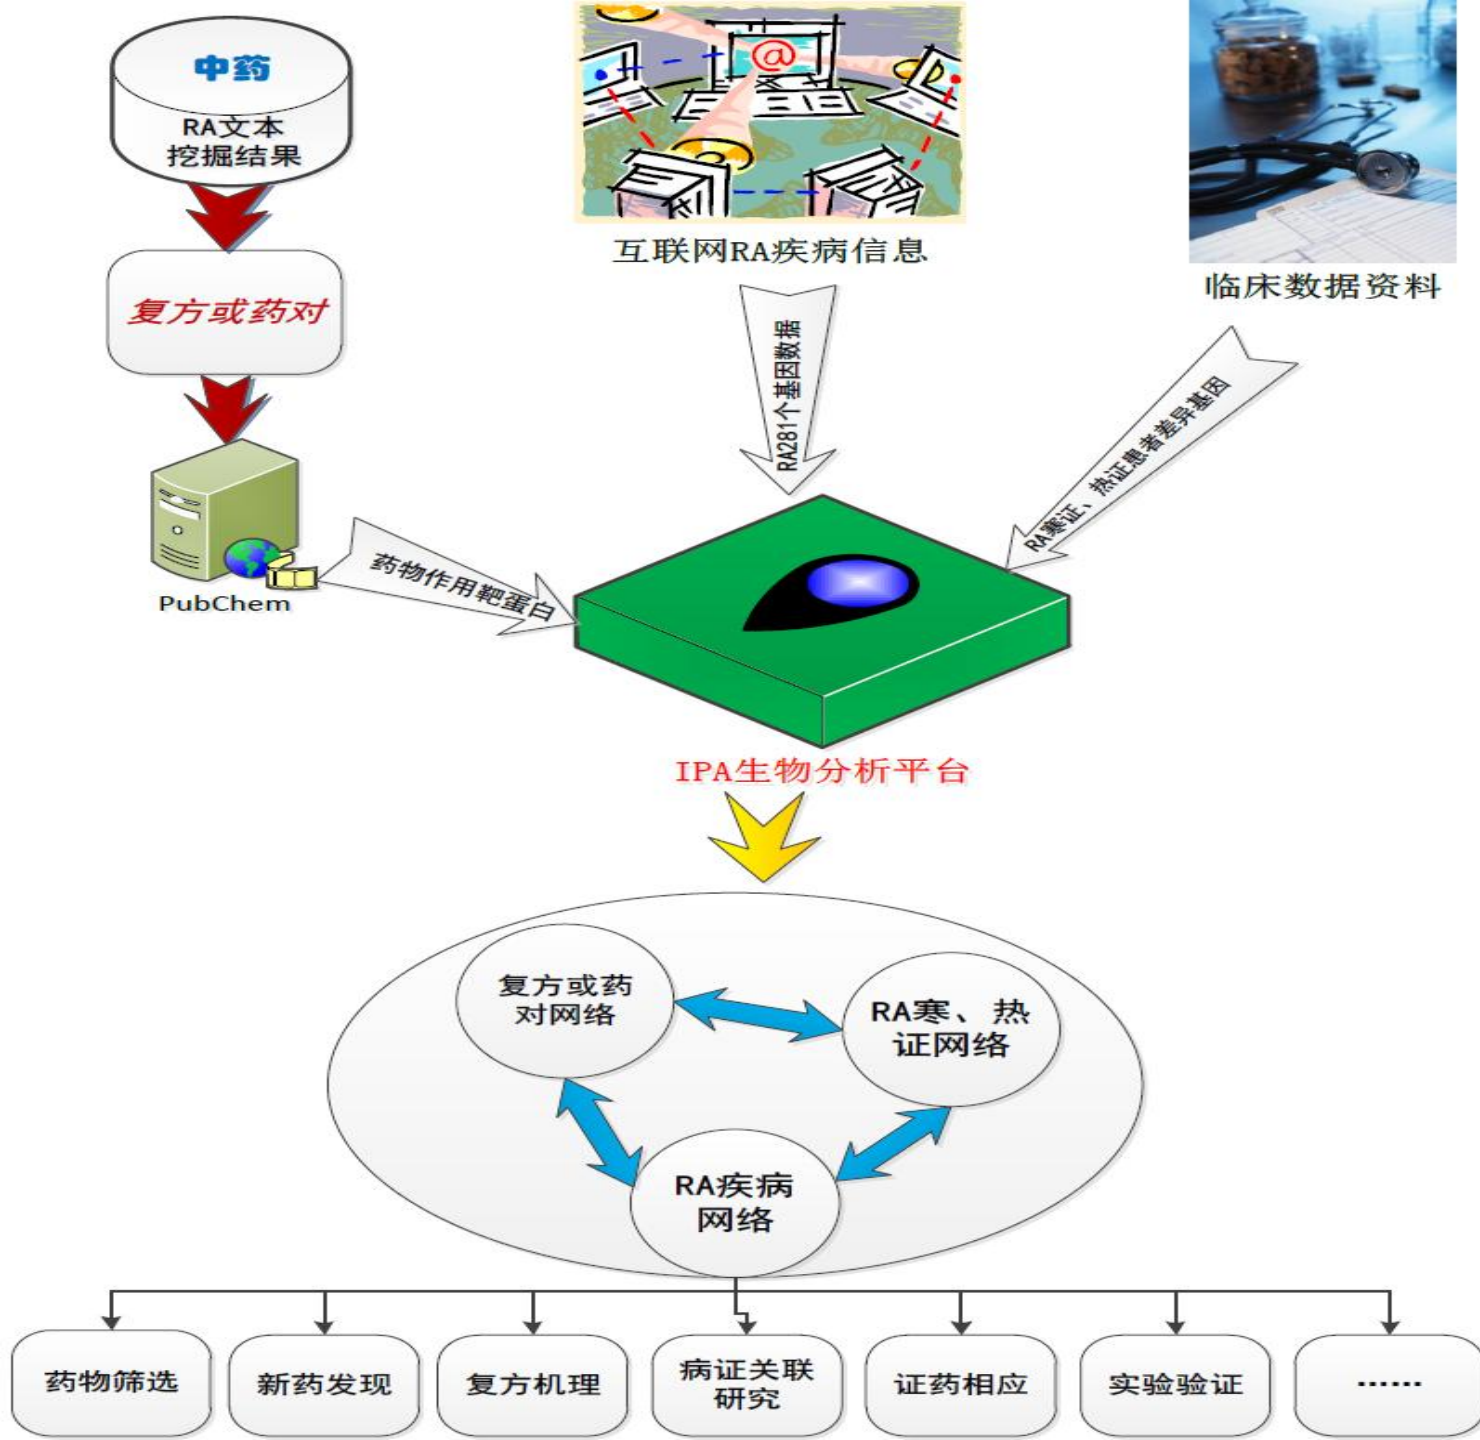 中药
RA文本
挖掘结果
复方或药对
PubChem
药物作用靶蛋白
@
互联网RA疾病信息
RA281个基因数据
临床数据资料
RA寒证、热证患者差异基因
IPA生物分析平台
复方或药
对网络
RA寒、热
证网络
RA疾病
网络
药物筛选
新药发现
复方机理
病证关联
研究
证药相应
实验验证
……